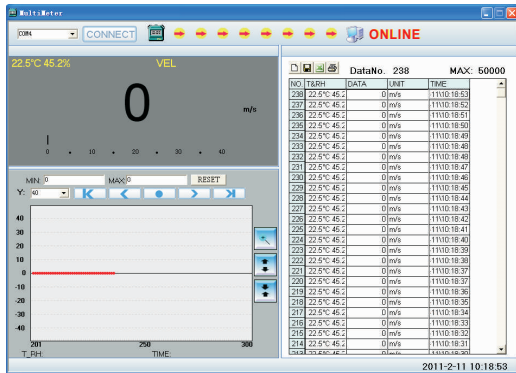 MultiMeter
COM4 CONNECT ONLINE
22.5°C 45.2% VEL
0 m/s
0 10 20 30 40
MIN: 0 MAX: 0 RESET
Y: 40
40
30
20
10
0
-10
-20
-30
-40
201 250 300
T_RH: TIME:
DataNo. 238 MAX: 50000
NO. T&RH DATA UNIT TIME
238 22.5°C 45.2 0 m/s -11\10:18:53
237 22.5°C 45.2 0 m/s -11\10:18:52
236 22.5°C 45.2 0 m/s -11\10:18:51
235 22.5°C 45.2 0 m/s -11\10:18:50
234 22.5°C 45.2 0 m/s -11\10:18:49
233 22.5°C 45.2 0 m/s -11\10:18:48
232 22.5°C 45.2 0 m/s -11\10:18:48
231 22.5°C 45.2 0 m/s -11\10:18:47
230 22.5°C 45.2 0 m/s -11\10:18:46
229 22.5°C 45.2 0 m/s -11\10:18:45
228 22.5°C 45.2 0 m/s -11\10:18:44
227 22.5°C 45.2 0 m/s -11\10:18:43
226 22.5°C 45.2 0 m/s -11\10:18:42
225 22.5°C 45.2 0 m/s -11\10:18:41
224 22.5°C 45.2 0 m/s -11\10:18:40
223 22.5°C 45.2 0 m/s -11\10:18:39
222 22.5°C 45.2 0 m/s -11\10:18:38
221 22.5°C 45.2 0 m/s -11\10:18:37
220 22.5°C 45.2 0 m/s -11\10:18:37
219 22.5°C 45.2 0 m/s -11\10:18:36
218 22.5°C 45.2 0 m/s -11\10:18:35
217 22.5°C 45.2 0 m/s -11\10:18:34
216 22.5°C 45.2 0 m/s -11\10:18:33
215 22.5°C 45.2 0 m/s -11\10:18:32
214 22.5°C 45.2 0 m/s -11\10:18:31
2011-2-11 10:18:53